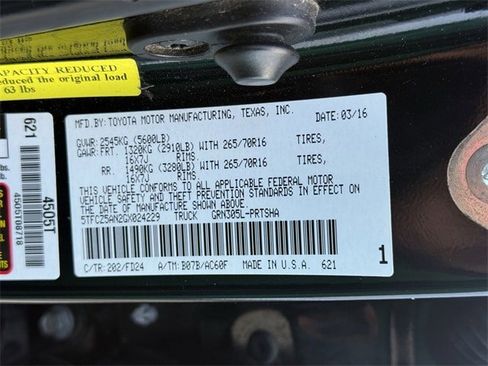 CAPACITY REDUCED
reduced the original load
63 lbs
MFD.BY: TOYOTA MOTOR MANUFACTURING, TEXAS, INC. DATE: 03/16
GVWR: 2545KG (5600LB)
GAWR: FRT. 1320KG (2910LB) WITH 265/70R16 TIRES,
16X7J RIMS
RR. 1490KG (3280LB) WITH 265/70R16 TIRES,
16X7J RIMS
THIS VEHICLE CONFORMS TO ALL APPLICABLE FEDERAL MOTOR
VEHICLE SAFETY AND THEFT PREVENTION STANDARDS IN EFFECT
ON THE DATE OF MANUFACTURE SHOWN ABOVE.
5TFCZ5AN2GX024229 TRUCK GRN305L-PRTSHA
C/TR: 202/FD24 A/TM: B07B/AC60F MADE IN U.S.A. 621
1
621
4505T
4505T08718